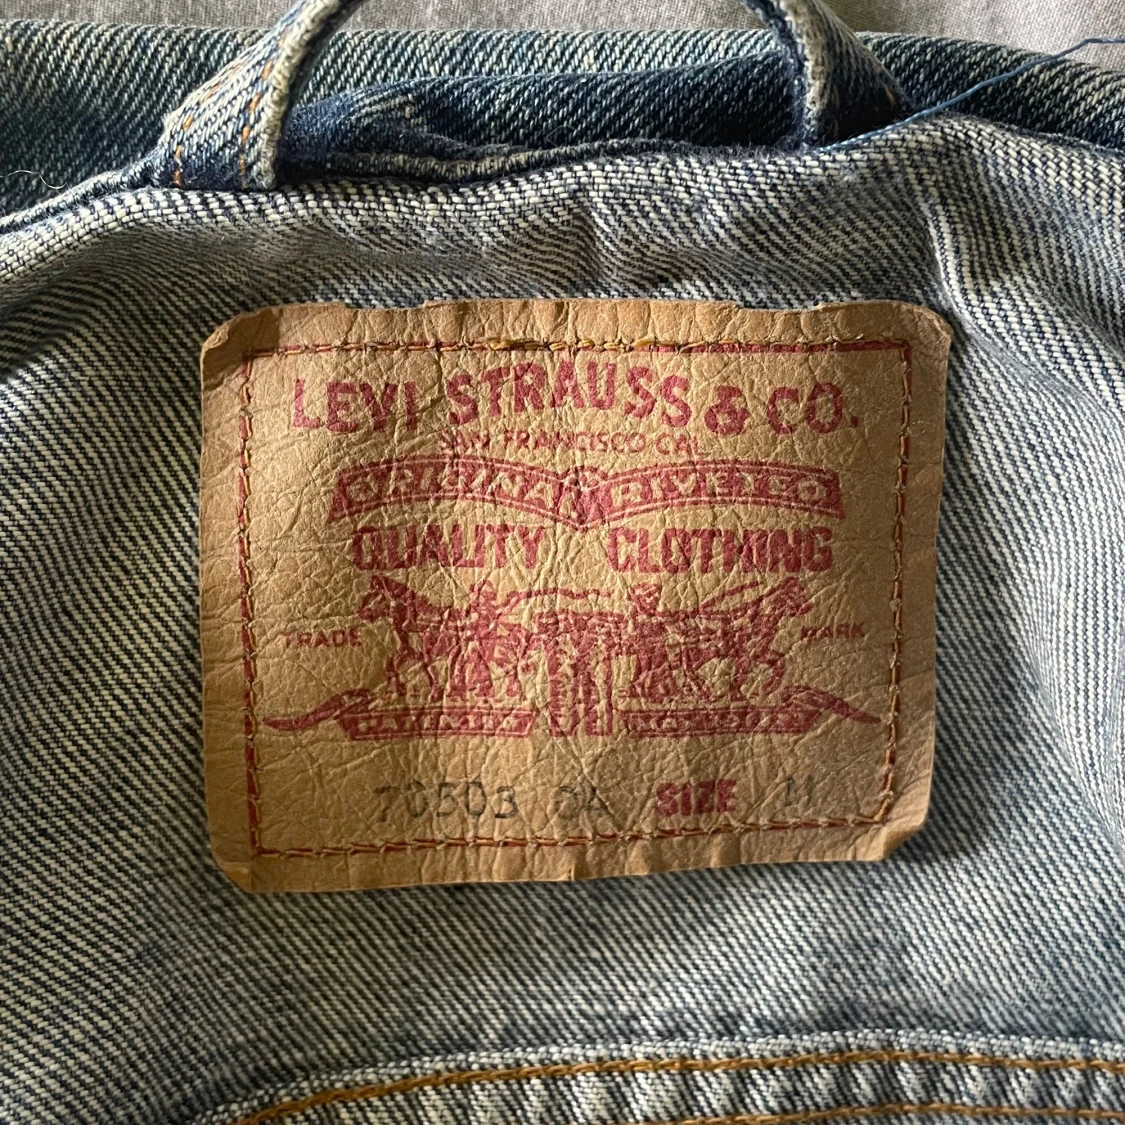 LEVI STRAUSS & CO.
SAN FRANCISCO CAL
ORIGINAL RIVETED
QUALITY CLOTHING
TRADE MARK
70503 04 SIZE M